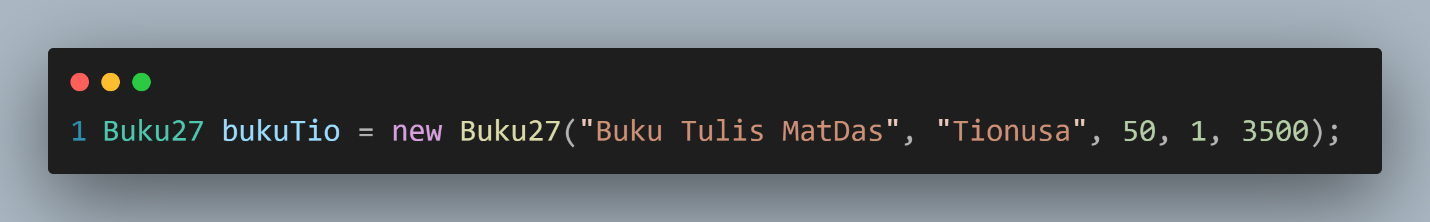 1 Buku27 bukuTio = new Buku27("Buku Tulis MatDas", "Tionusa", 50, 1, 3500);